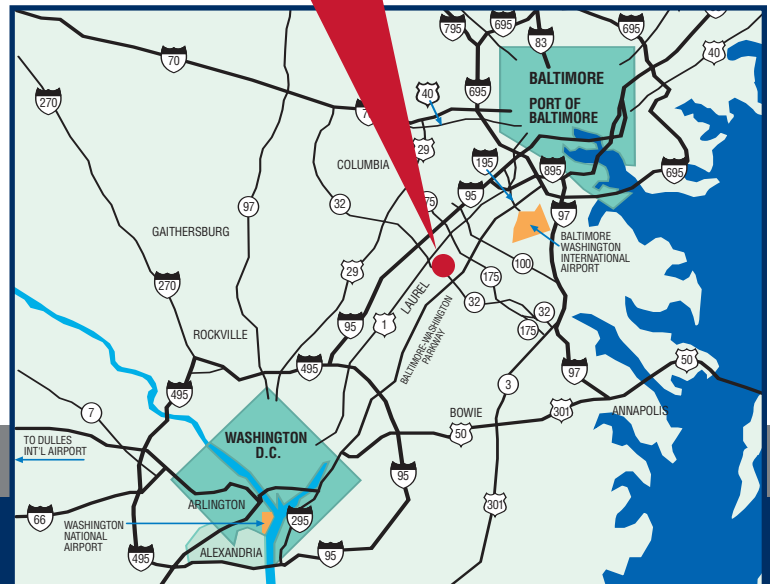 795
695
83
695
40
70
270
40
695
BALTIMORE
PORT OF
BALTIMORE
29
COLUMBIA
195
895
695
95
97
32
75
97
GAITHERSBURG
BALTIMORE
WASHINGTON
INTERNATIONAL
AIRPORT
100
29
175
270
LAUREL
32
32
175
1
95
BALTIMORE-WASHINGTON
PARKWAY
ROCKVILLE
495
97
50
495
3
7
BOWIE
301
ANNAPOLIS
50
WASHINGTON
D.C.
TO DULLES
INT'L AIRPORT
95
ARLINGTON
301
66
295
WASHINGTON
NATIONAL
AIRPORT
ALEXANDRIA
495
95